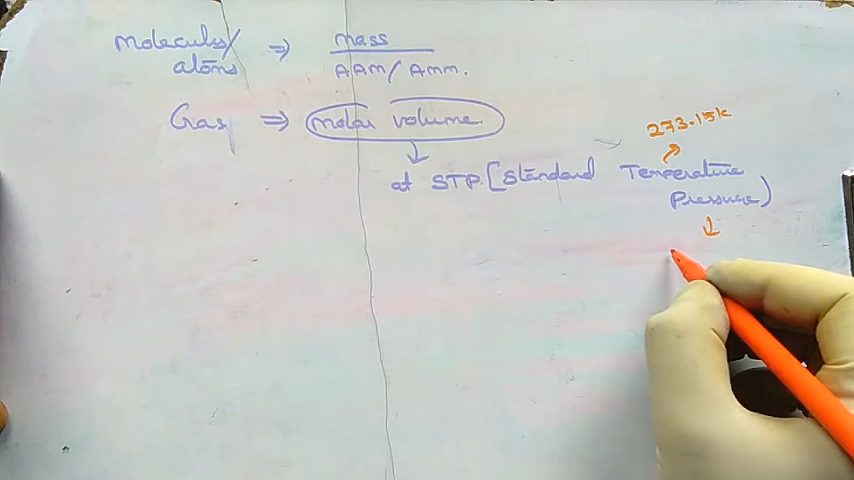 molecules/ ⇒ mass
atoms AAM/Amm.
Gas ⇒ molar volume.
273.15k
at STP. [Standard Temperature
Pressure)